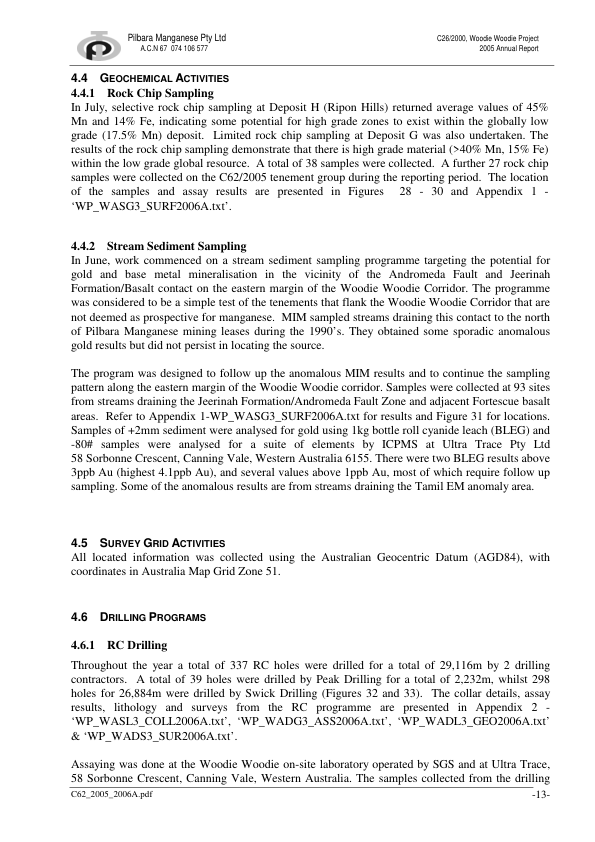 Pilbara Manganese Pty Ltd
A.C.N 67 074 106 577
C26/2000, Woodie Woodie Project
2005 Annual Report
4.4 GEOCHEMICAL ACTIVITIES
4.4.1 Rock Chip Sampling
In July, selective rock chip sampling at Deposit H (Ripon Hills) returned average values of 45%
Mn and 14% Fe, indicating some potential for high grade zones to exist within the globally low
grade (17.5% Mn) deposit. Limited rock chip sampling at Deposit G was also undertaken. The
results of the rock chip sampling demonstrate that there is high grade material (>40% Mn, 15% Fe)
within the low grade global resource. A total of 38 samples were collected. A further 27 rock chip
samples were collected on the C62/2005 tenement group during the reporting period. The location
of the samples and assay results are presented in Figures 28 - 30 and Appendix 1 -
‘WP_WASG3_SURF2006A.txt’.
4.4.2 Stream Sediment Sampling
In June, work commenced on a stream sediment sampling programme targeting the potential for
gold and base metal mineralisation in the vicinity of the Andromeda Fault and Jeerinah
Formation/Basalt contact on the eastern margin of the Woodie Woodie Corridor. The programme
was considered to be a simple test of the tenements that flank the Woodie Woodie Corridor that are
not deemed as prospective for manganese. MIM sampled streams draining this contact to the north
of Pilbara Manganese mining leases during the 1990’s. They obtained some sporadic anomalous
gold results but did not persist in locating the source.
The program was designed to follow up the anomalous MIM results and to continue the sampling
pattern along the eastern margin of the Woodie Woodie corridor. Samples were collected at 93 sites
from streams draining the Jeerinah Formation/Andromeda Fault Zone and adjacent Fortescue basalt
areas. Refer to Appendix 1-WP_WASG3_SURF2006A.txt for results and Figure 31 for locations.
Samples of +2mm sediment were analysed for gold using 1kg bottle roll cyanide leach (BLEG) and
-80# samples were analysed for a suite of elements by ICPMS at Ultra Trace Pty Ltd
58 Sorbonne Crescent, Canning Vale, Western Australia 6155. There were two BLEG results above
3ppb Au (highest 4.1ppb Au), and several values above 1ppb Au, most of which require follow up
sampling. Some of the anomalous results are from streams draining the Tamil EM anomaly area.
4.5 SURVEY GRID ACTIVITIES
All located information was collected using the Australian Geocentric Datum (AGD84), with
coordinates in Australia Map Grid Zone 51.
4.6 DRILLING PROGRAMS
4.6.1 RC Drilling
Throughout the year a total of 337 RC holes were drilled for a total of 29,116m by 2 drilling
contractors. A total of 39 holes were drilled by Peak Drilling for a total of 2,232m, whilst 298
holes for 26,884m were drilled by Swick Drilling (Figures 32 and 33). The collar details, assay
results, lithology and surveys from the RC programme are presented in Appendix 2 -
‘WP_WASL3_COLL2006A.txt’, ‘WP_WADG3_ASS2006A.txt’, ‘WP_WADL3_GEO2006A.txt’
& ‘WP_WADS3_SUR2006A.txt’.
Assaying was done at the Woodie Woodie on-site laboratory operated by SGS and at Ultra Trace,
58 Sorbonne Crescent, Canning Vale, Western Australia. The samples collected from the drilling
C62_2005_2006A.pdf
-13-